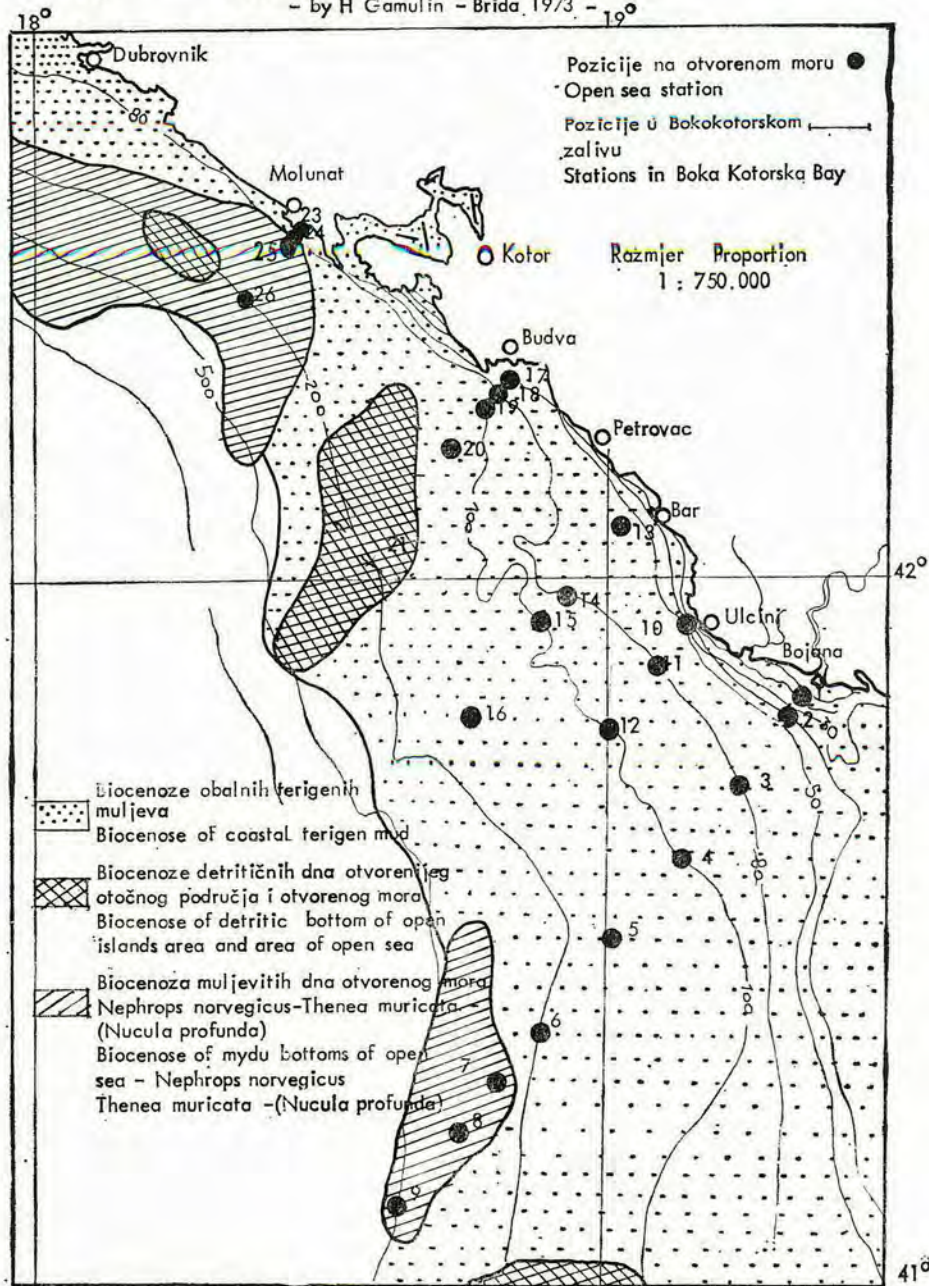 - by H Gamulin - Brida 1973 -
18°
19°
Dubrovnik
Pozicije na otvorenom moru
Open sea station
Pozicije u Bokokotorskom
zalivu
Stations in Boka Kotorska Bay
80
Molunat
23
24
25
26
Kotor
Razmjer Proportion
1 : 750.000
500
200
Budva
17
18
19
20
Petrovac
100
Bar
13
21
42°
14
15
10
Ulcinj
Bojana
11
16
12
2
50
3
80
4
5
100
6
7
8
9
Biocenoze obalnih terigenih
muljeva
Biocenose of coastal terigen mud
Biocenoze detritičnih dna otvorenijeg
otočnog područja i otvorenog mora
Biocenose of detritic bottom of open
islands area and area of open sea
Biocenoza muljevitih dna otvorenog mora
Nephrops norvegicus-Thenea muricata -
(Nucula profunda)
Biocenose of mydu bottoms of open
sea - Nephrops norvegicus
Thenea muricata -(Nucula profunda)
41°